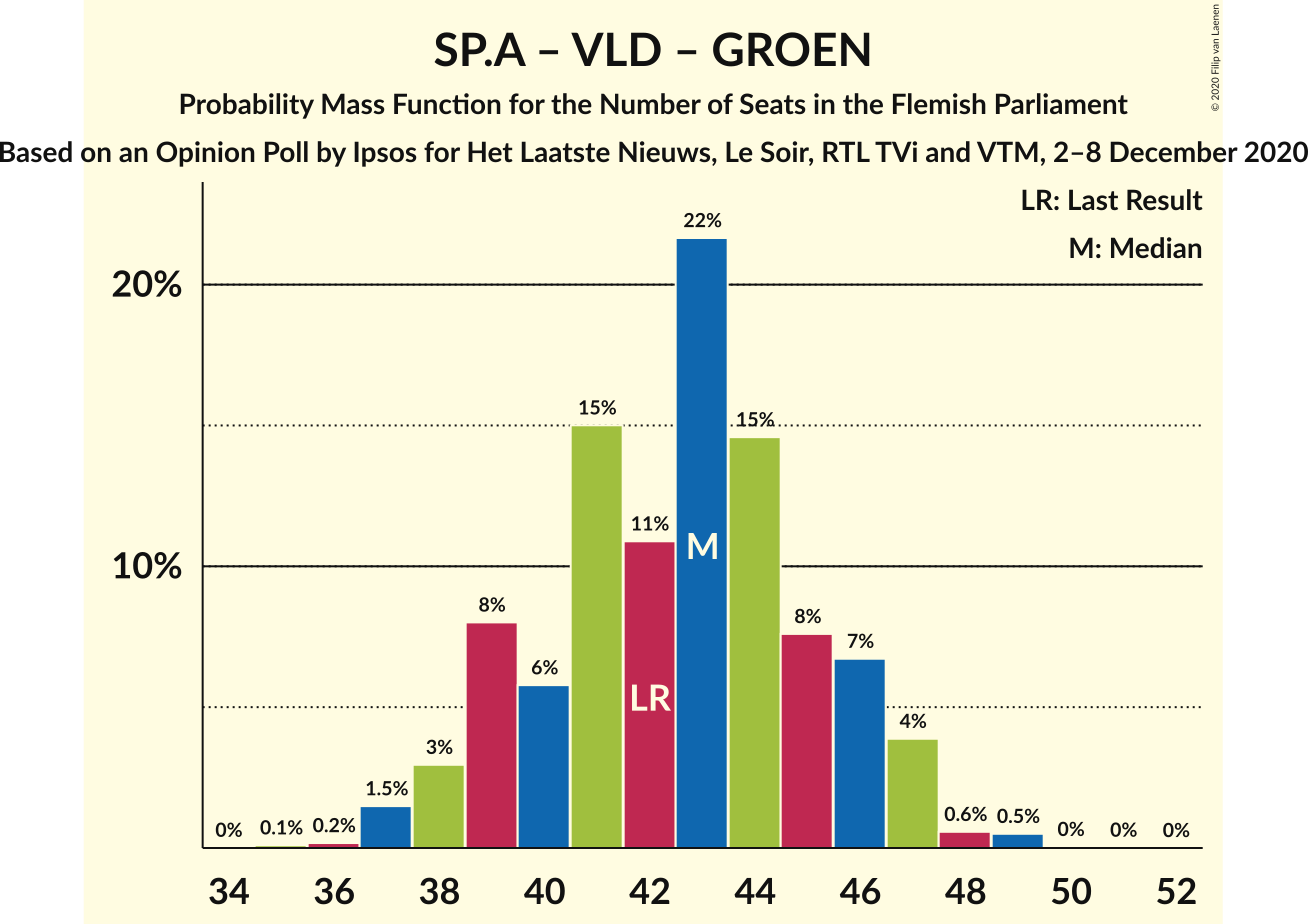 SP.A – VLD – GROEN
Probability Mass Function for the Number of Seats in the Flemish Parliament
Based on an Opinion Poll by Ipsos for Het Laatste Nieuws, Le Soir, RTL TVi and VTM, 2–8 December 2020
© 2020 Filip van Laenen
LR: Last Result
M: Median
20%
10%
0%
0.1%
0.2%
1.5%
3%
8%
6%
15%
11%
22%
15%
8%
7%
4%
0.6%
0.5%
0%
0%
0%
M
LR
34 36 38 40 42 44 46 48 50 52